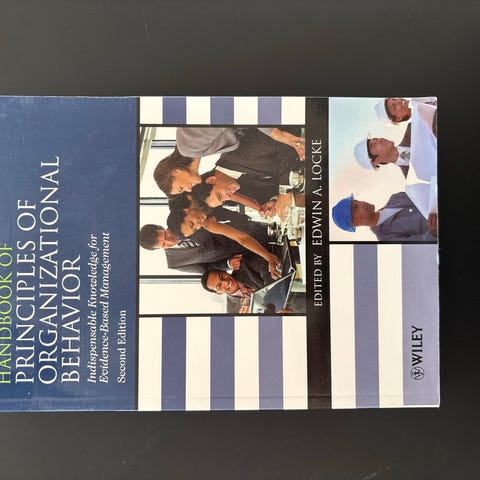 HANDBOOK OF
PRINCIPLES OF
ORGANIZATIONAL
BEHAVIOR
Indispensable Knowledge for
Evidence-Based Management
Second Edition
EDITED BY EDWIN A. LOCKE
WILEY